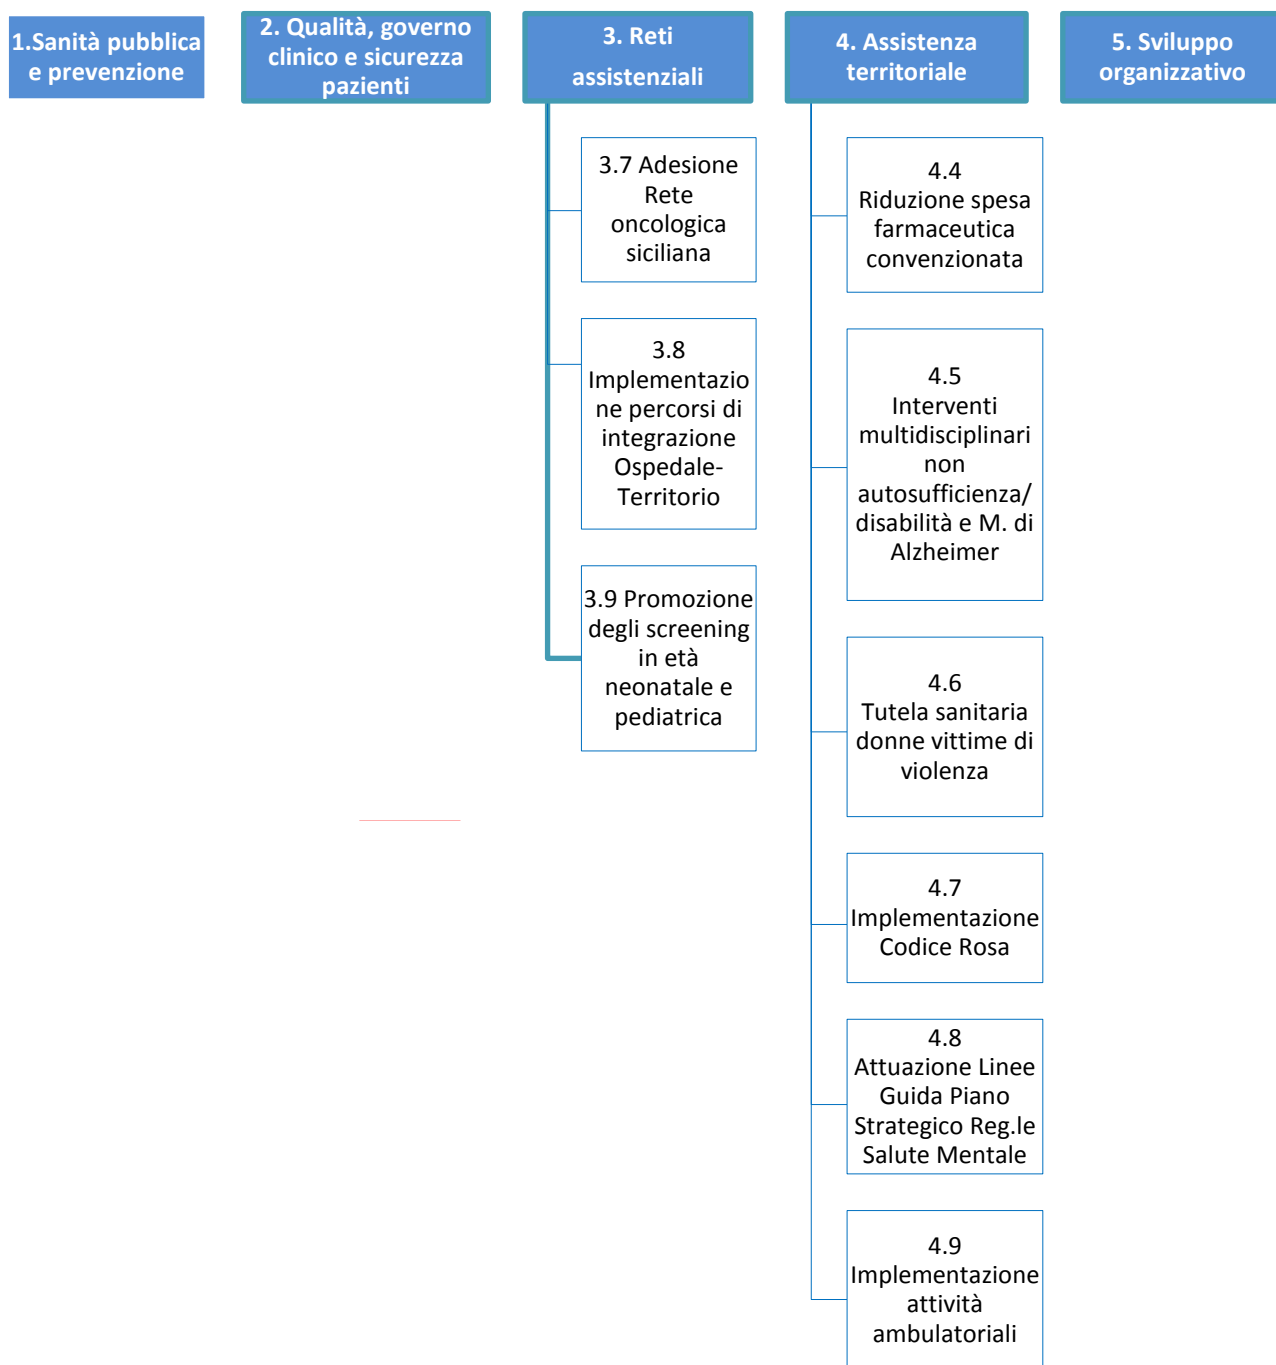 1.Sanità pubblica
e prevenzione
2. Qualità, governo
clinico e sicurezza
pazienti
3. Reti
assistenziali
4. Assistenza
territoriale
5. Sviluppo
organizzativo
3.7 Adesione
Rete
oncologica
siciliana
3.8
Implementazio
ne percorsi di
integrazione
Ospedale-
Territorio
3.9 Promozione
degli screening
in età
neonatale e
pediatrica
4.4
Riduzione spesa
farmaceutica
convenzionata
4.5
Interventi
multidisciplinari
non
autosufficienza/
disabilità e M. di
Alzheimer
4.6
Tutela sanitaria
donne vittime di
violenza
4.7
Implementazione
Codice Rosa
4.8
Attuazione Linee
Guida Piano
Strategico Reg.le
Salute Mentale
4.9
Implementazione
attività
ambulatoriali